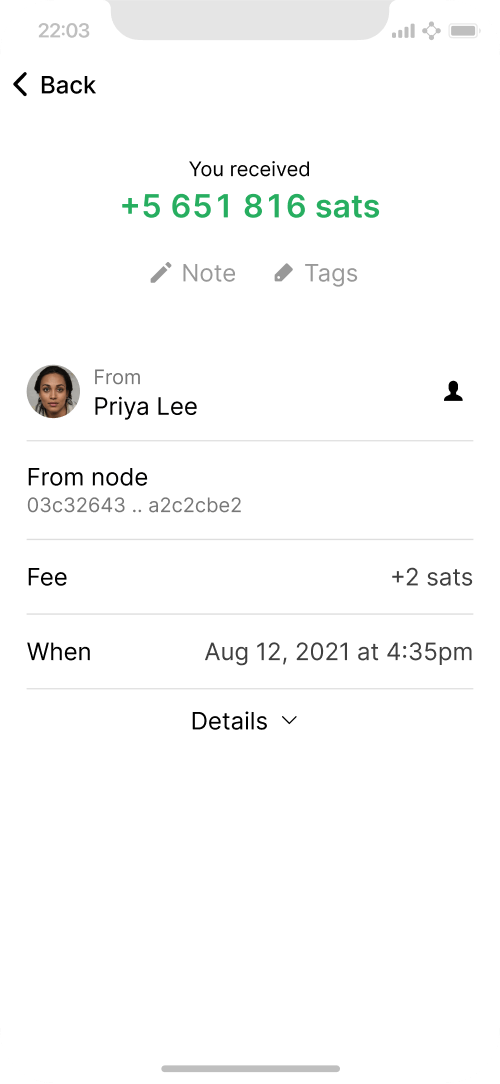 22:03
Back
You received
+5 651 816 sats
Note Tags
From
Priya Lee
From node
03c32643 .. a2c2cbe2
Fee +2 sats
When Aug 12, 2021 at 4:35pm
Details